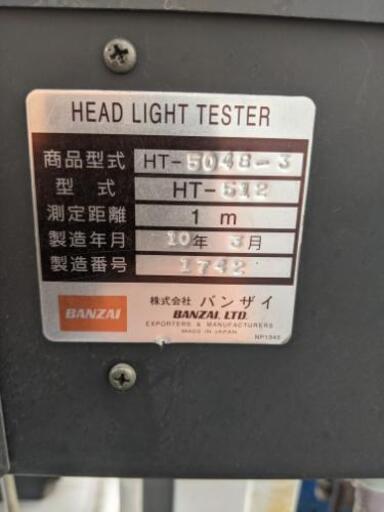 HEAD LIGHT TESTER
商品型式 HT-5048-3
型式 HT-512
測定距離 1 m
製造年月 10年 3月
製造番号 1742
BANZAI 株式会社 バンザイ
BANZAI, LTD.
EXPORTERS & MANUFACTURERS
MADE IN JAPAN